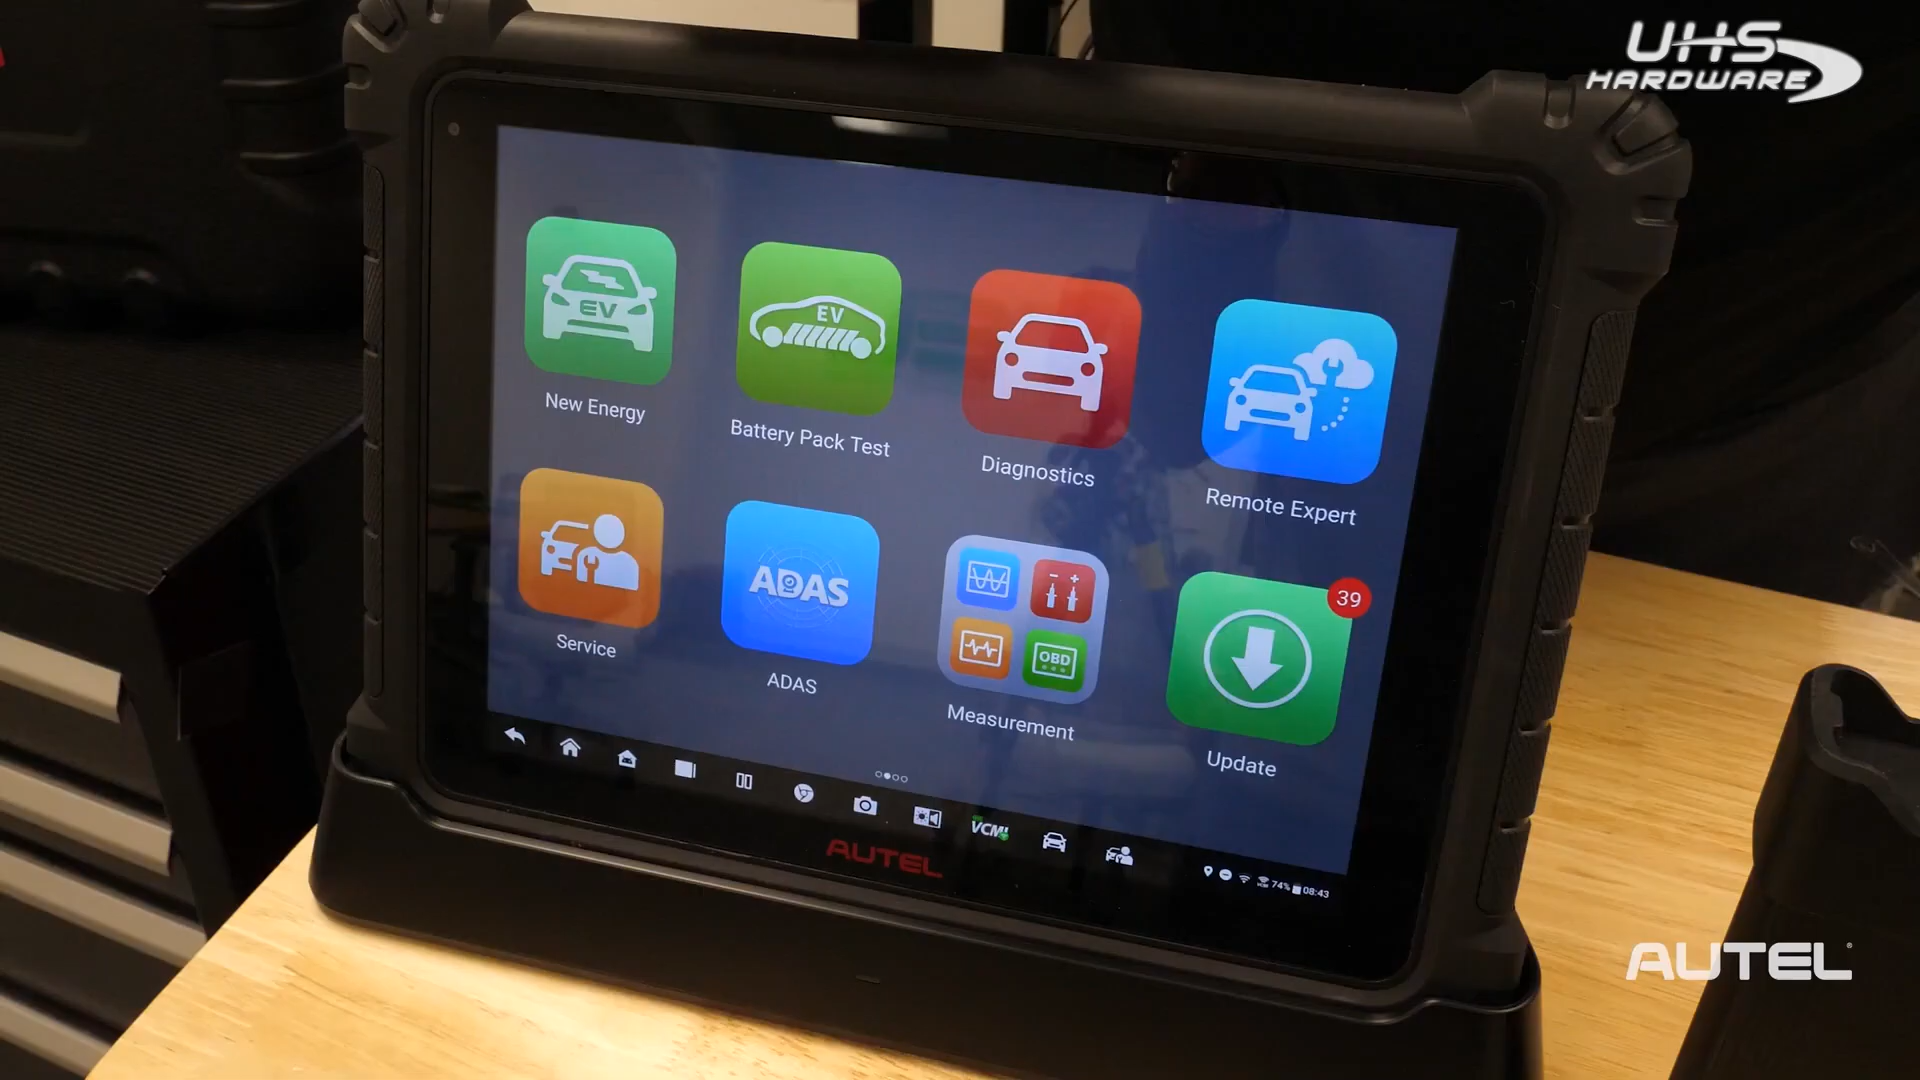 UHS
HARDWARE
EV
New Energy
EV
Battery Pack Test
Diagnostics
Remote Expert
Service
ADAS
ADAS
OBD
Measurement
39
Update
VCMI
74% 08:43
AUTEL
AUTEL